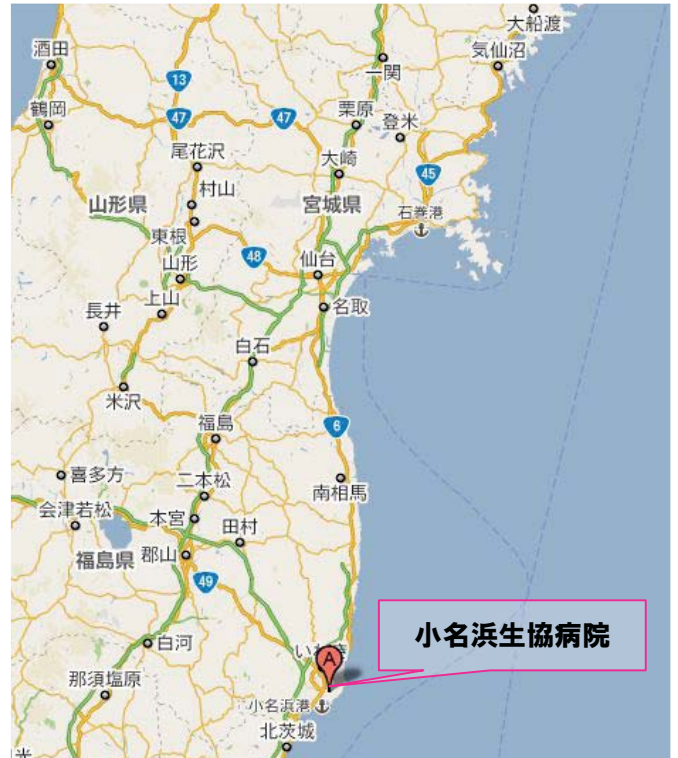 大船渡
酒田
気仙沼
一関
13
鶴岡
47
47
栗原
登米
尾花沢
大崎
45
村山
山形県
宮城県
石巻港
東根
48
仙台
山形
長井
上山
名取
白石
米沢
福島
6
喜多方
二本松
南相馬
会津若松
本宮
田村
福島県
郡山
49
小名浜生協病院
白河
A
那須塩原
小名浜港
北茨城
光